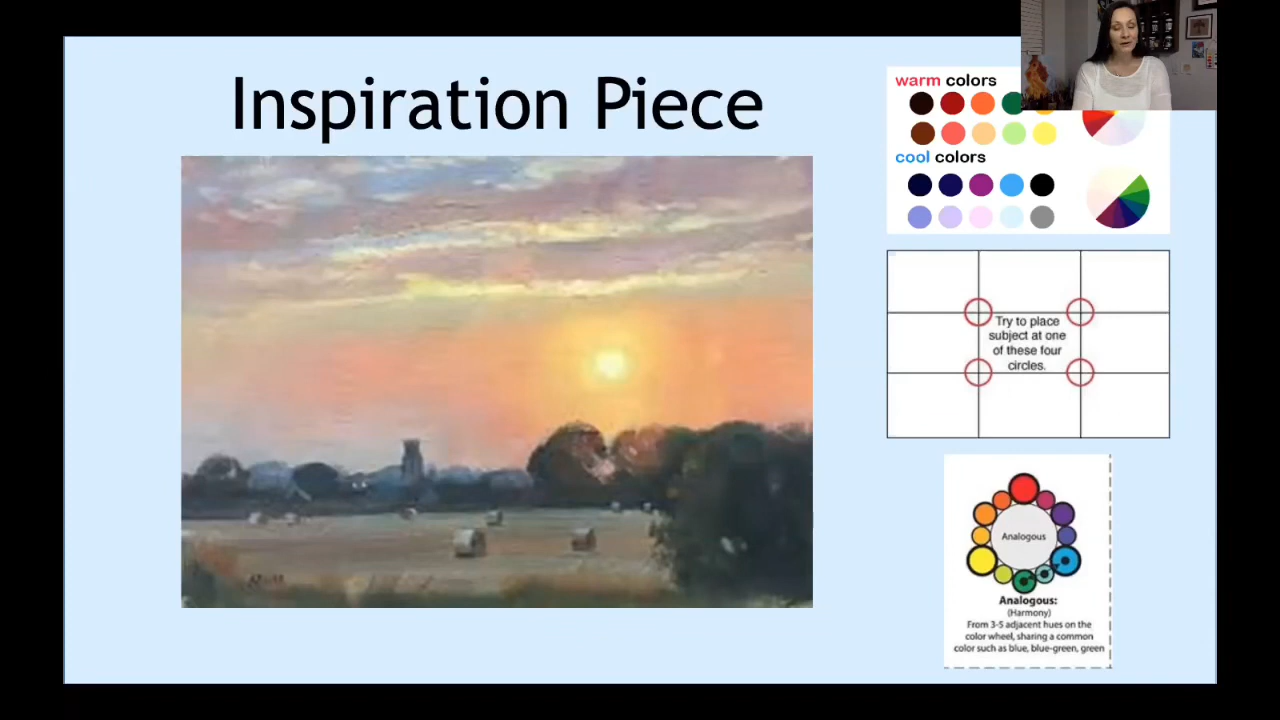 Inspiration Piece
warm colors
cool colors
Try to place
subject at one
of these four
circles.
Analogous
Analogous:
(Harmony)
From 3-5 adjacent hues on the
color wheel, sharing a common
color such as blue, blue-green, green